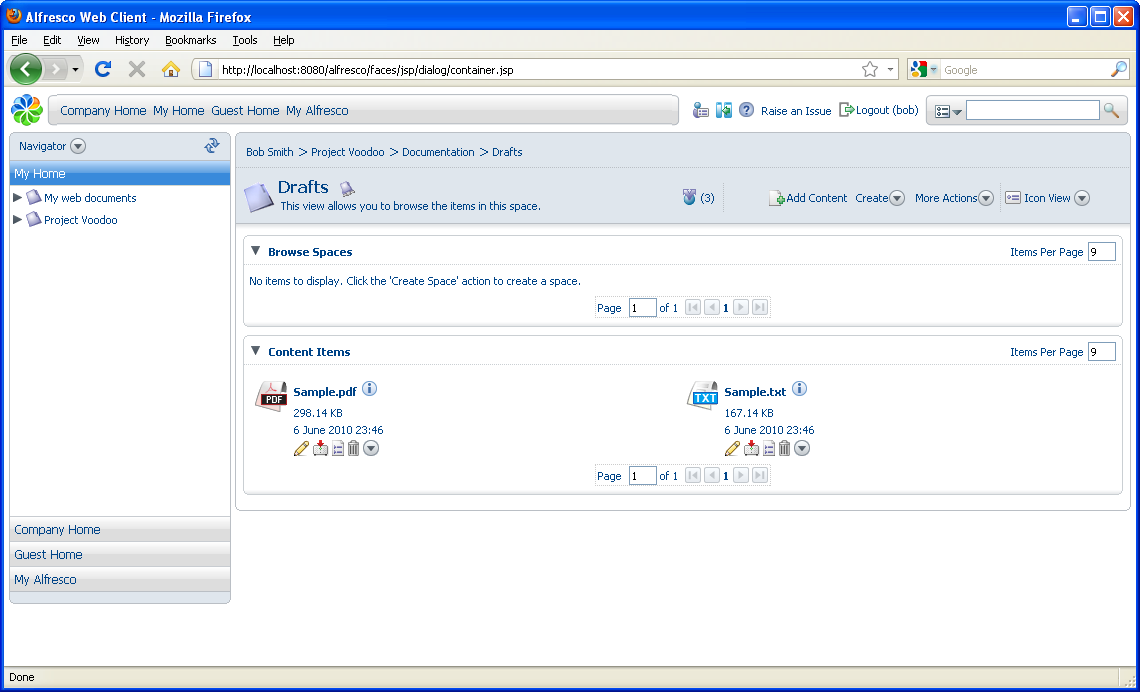 Alfresco Web Client - Mozilla Firefox
File Edit View History Bookmarks Tools Help
http://localhost:8080/alfresco/faces/jsp/dialog/container.jsp
Google
Company Home My Home Guest Home My Alfresco
Raise an Issue Logout (bob)
Navigator
My Home
My web documents
Project Voodoo
Company Home
Guest Home
My Alfresco
Bob Smith > Project Voodoo > Documentation > Drafts
Drafts
This view allows you to browse the items in this space.
(3)
Add Content Create More Actions Icon View
Browse Spaces
Items Per Page 9
No items to display. Click the 'Create Space' action to create a space.
Page 1 of 1 1
Content Items
Items Per Page 9
PDF
Sample.pdf
298.14 KB
6 June 2010 23:46
TXT
Sample.txt
167.14 KB
6 June 2010 23:46
Page 1 of 1 1
Done